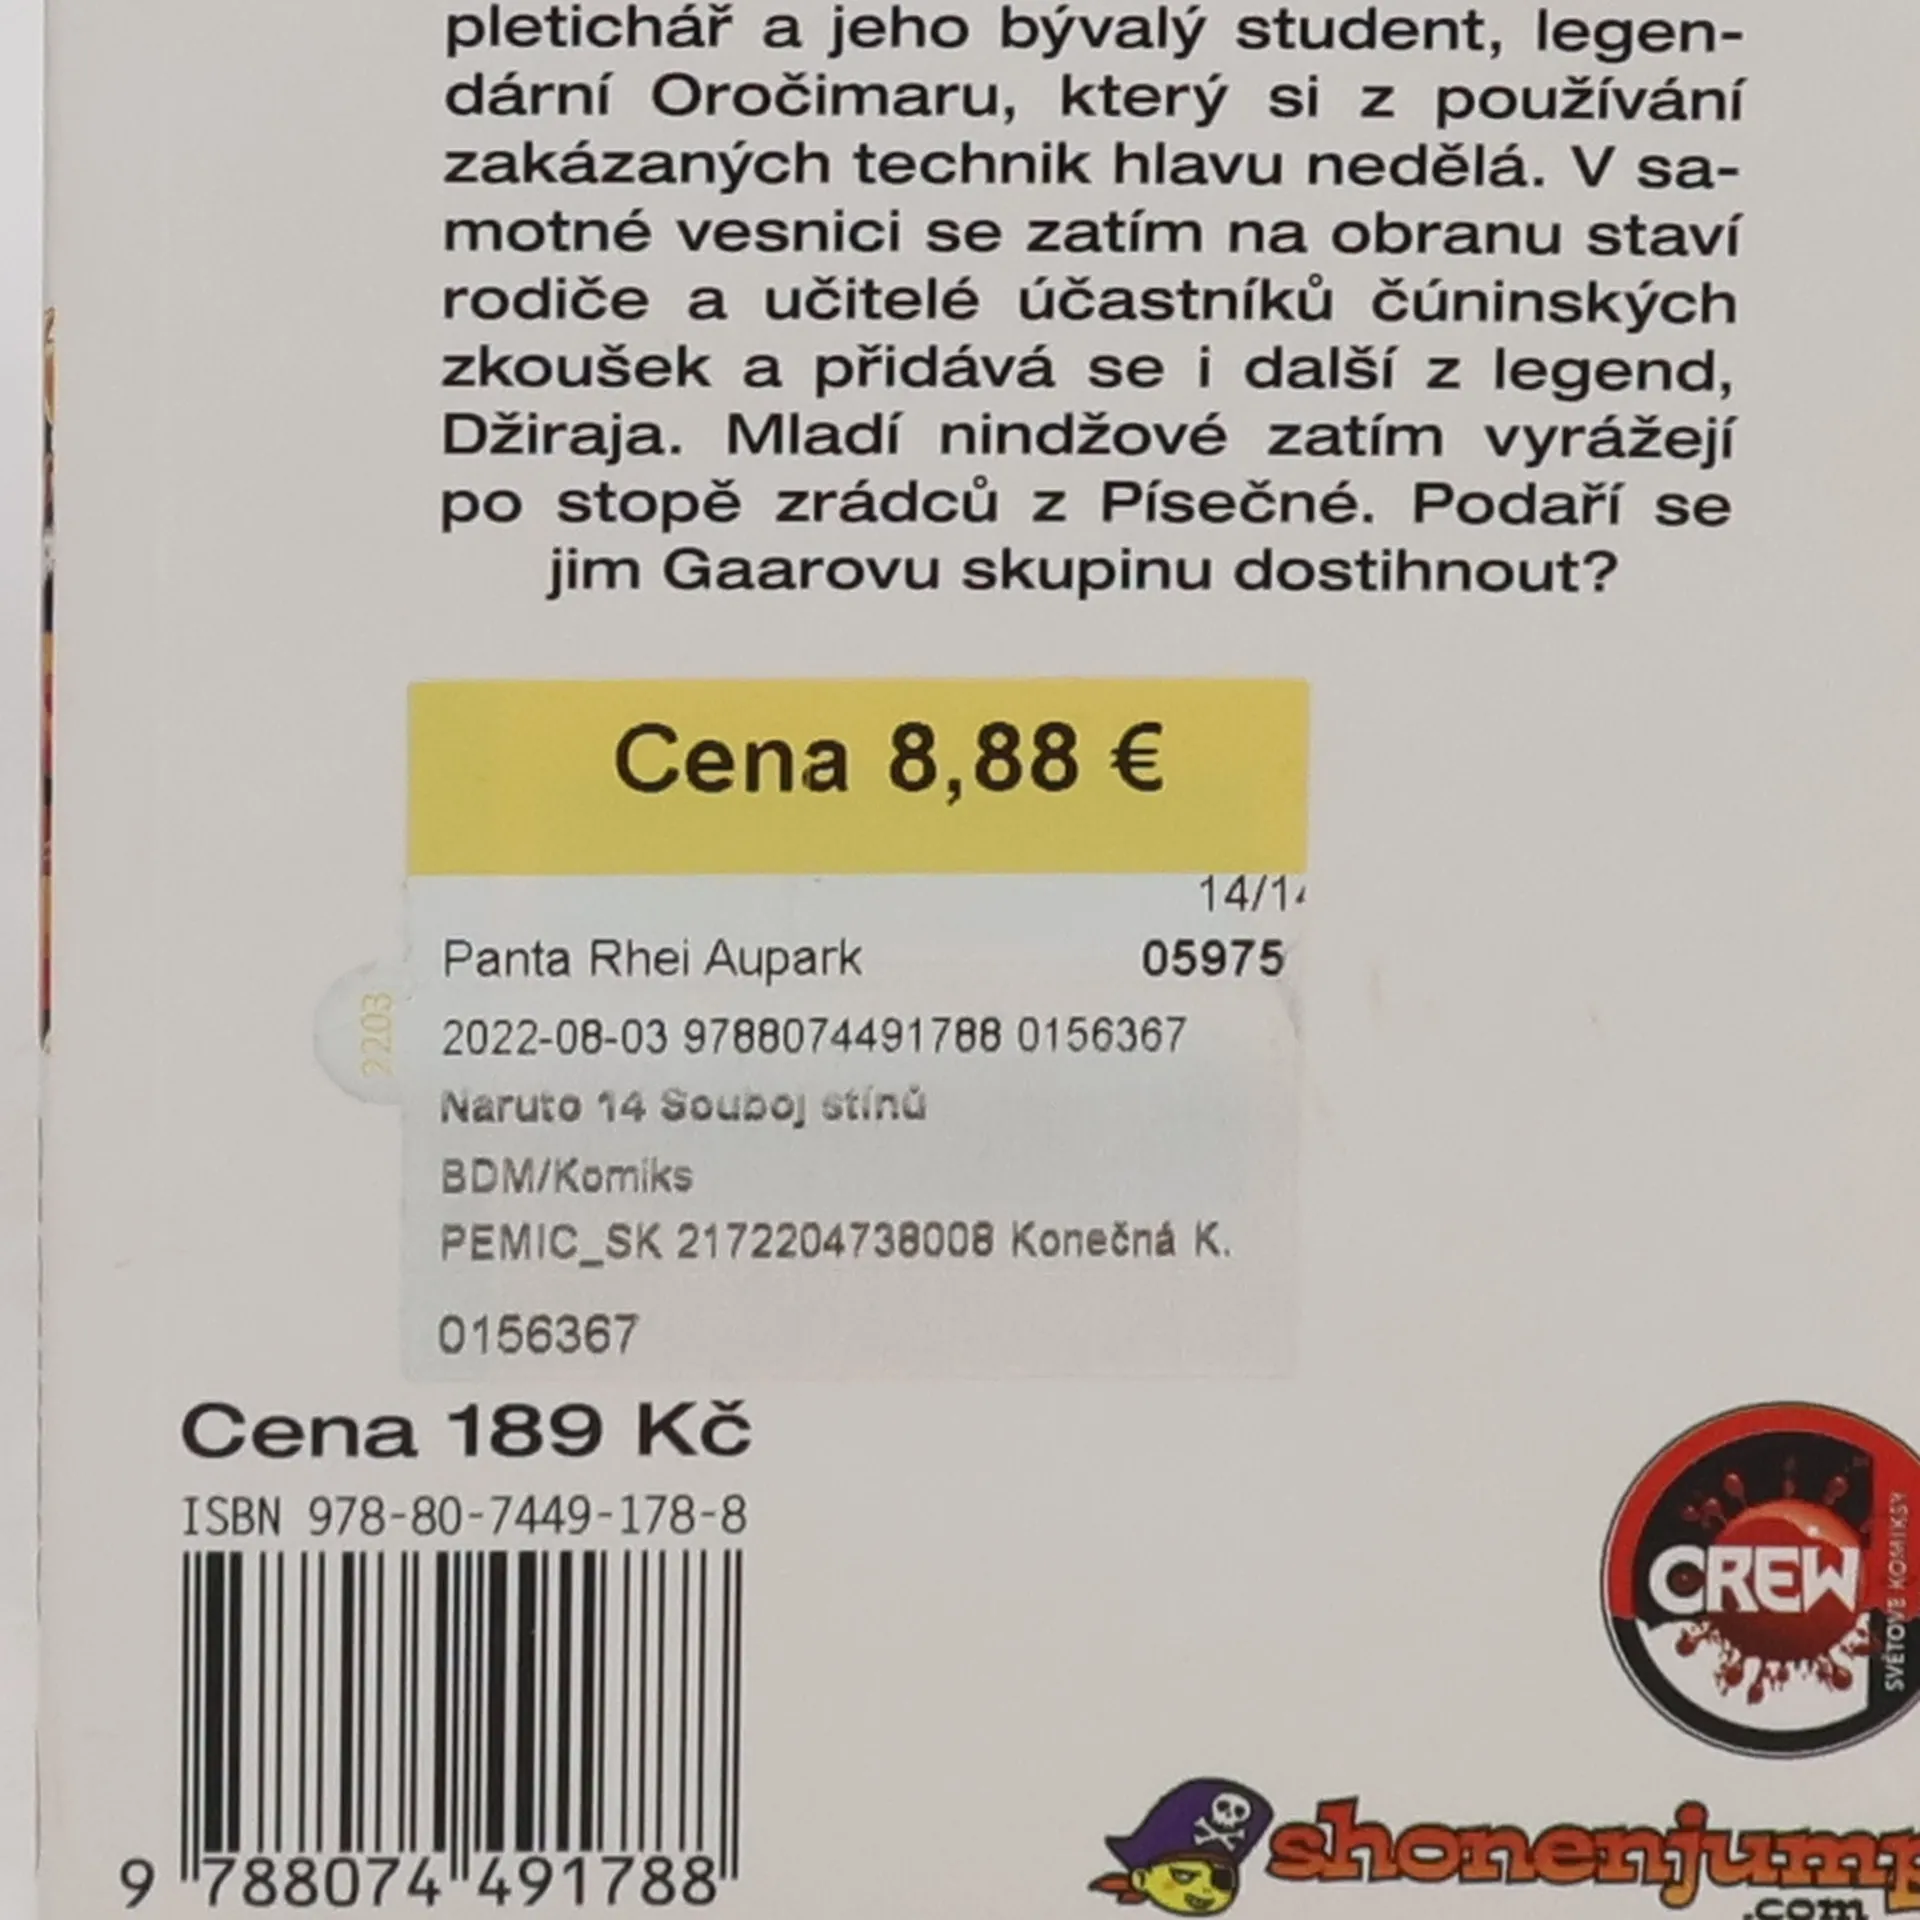 pletichář a jeho bývalý student, legen-
dární Oročimaru, který si z používání
zakázaných technik hlavu nedělá. V sa-
motné vesnici se zatím na obranu staví
rodiče a učitelé účastníků čúninských
zkoušek a přidává se i další z legend,
Džiraja. Mladí nindžové zatím vyrážejí
po stopě zrádců z Písečné. Podaří se
jim Gaarovu skupinu dostihnout?
Cena 8,88 €
14/14
Panta Rhei Aupark 05975
2203
2022-08-03 9788074491788 0156367
Naruto 14 Souboj stínů
BDM/Komiks
PEMIC_SK 2172204738008 Konečná K.
0156367
Cena 189 Kč
ISBN 978-80-7449-178-8
9 788074 491788
CREW
SVĚTOVÉ KOMIKSY
shonenjump
.com